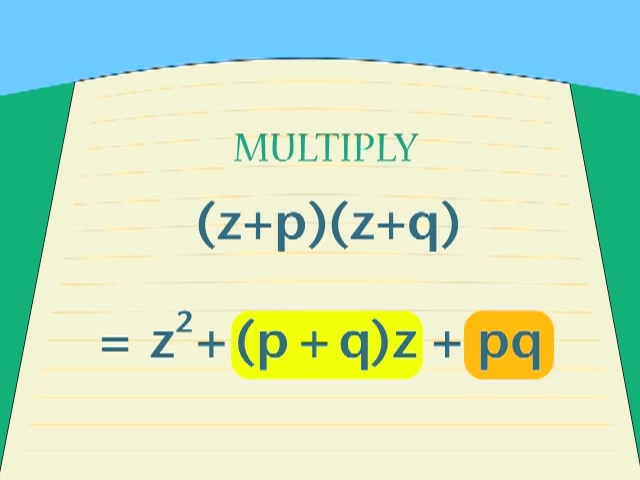 MULTIPLY
(z+p)(z+q)
= z²+(p + q)z + pq